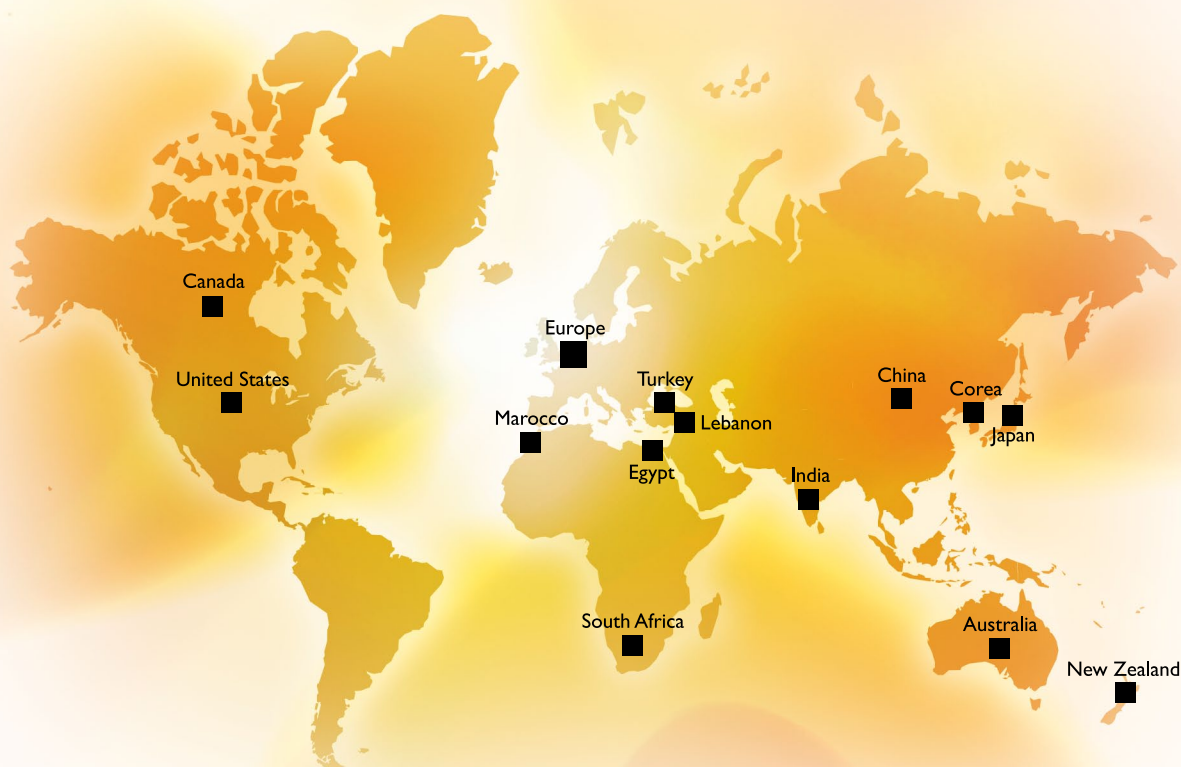 Canada
Europe
United States
Turkey
China
Corea
Marocco
Lebanon
Japan
Egypt
India
South Africa
Australia
New Zealand